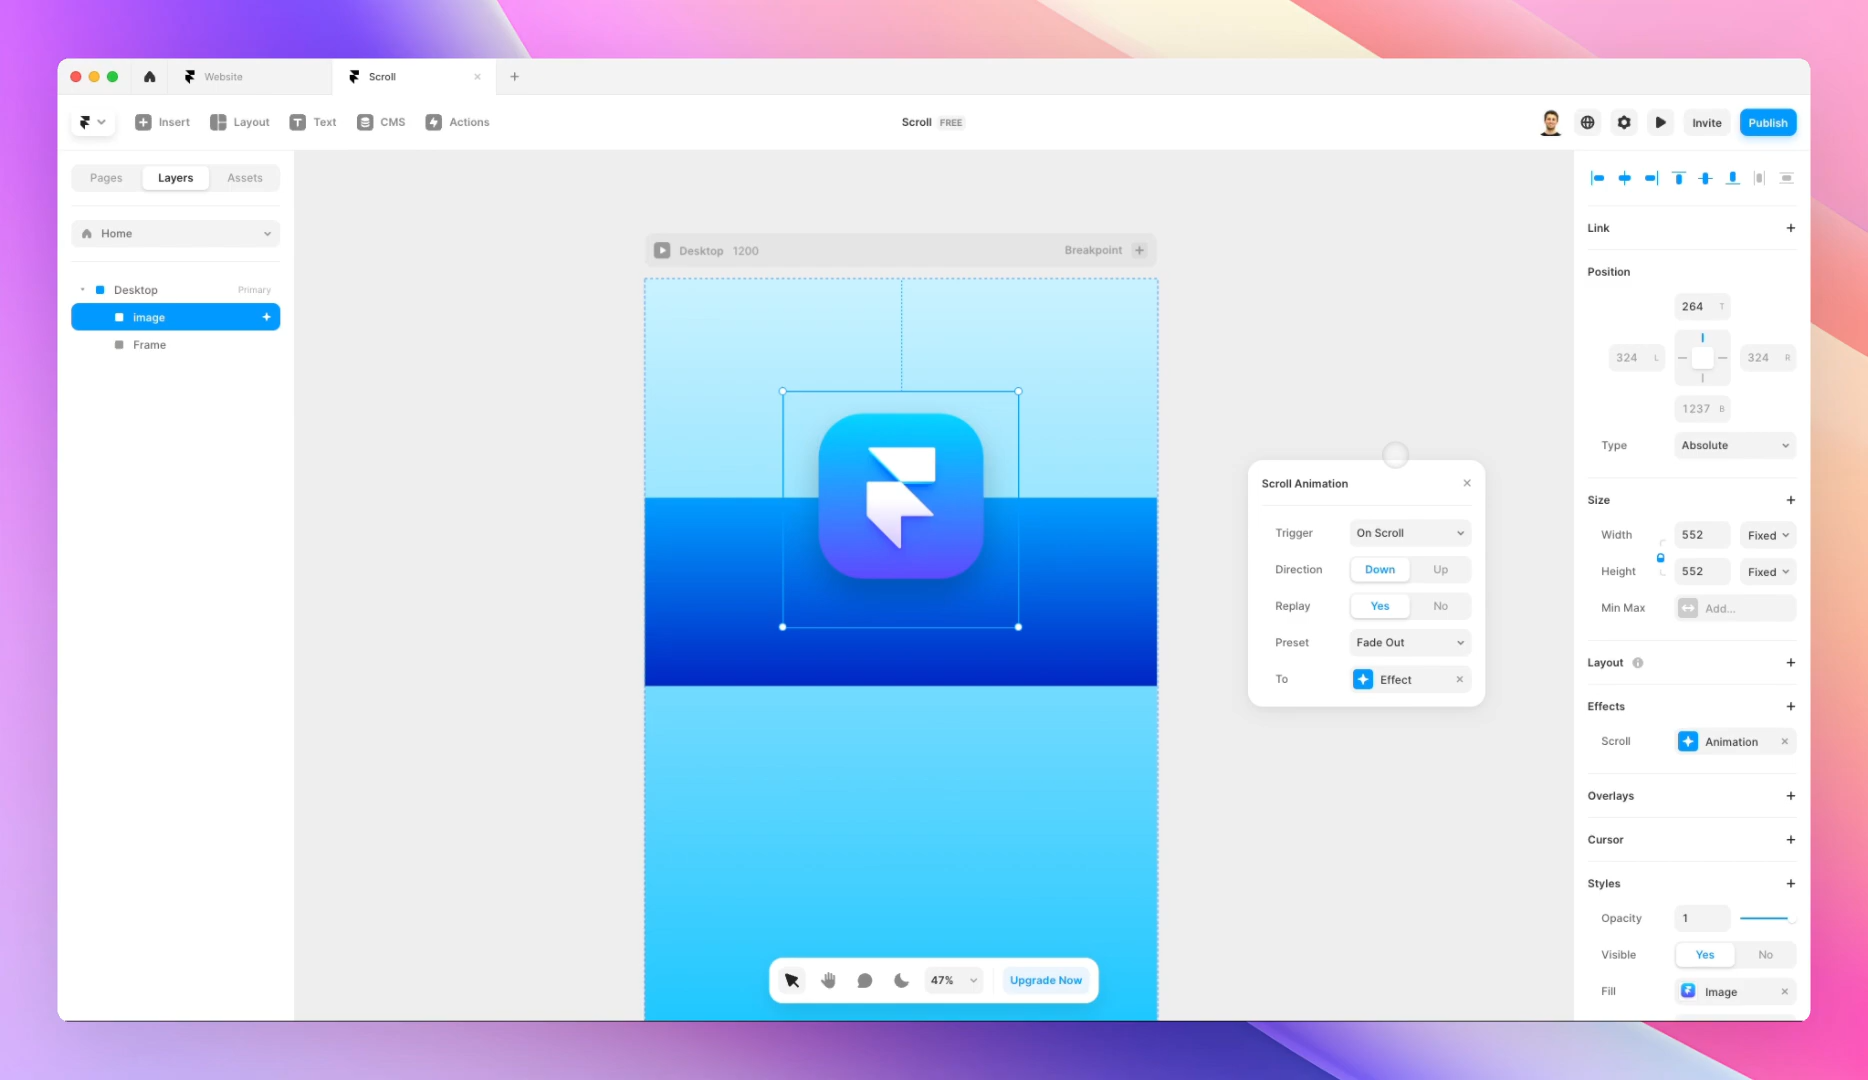 Website
Scroll
Insert
Layout
Text
CMS
Actions
Scroll FREE
Invite
Publish
Pages
Layers
Assets
Home
Desktop
Primary
image
Frame
Desktop 1200
Breakpoint
Scroll Animation
Trigger
On Scroll
Direction
Down
Up
Replay
Yes
No
Preset
Fade Out
To
Effect
47%
Upgrade Now
Link
Position
264 T
324 L
324 R
1237 B
Type
Absolute
Size
Width
552
Fixed
Height
552
Fixed
Min Max
Add...
Layout
Effects
Scroll
Animation
Overlays
Cursor
Styles
Opacity
1
Visible
Yes
No
Fill
Image